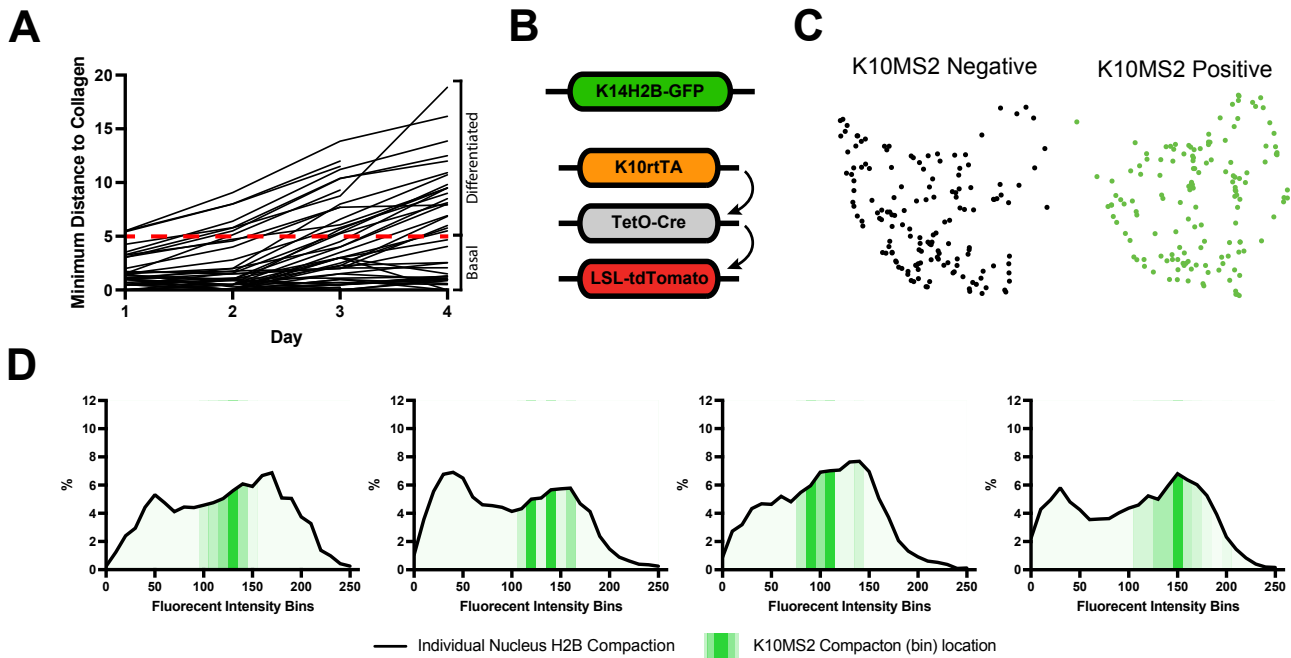 A
Minimum Distance to Collagen
20
15
10
5
0
1 2 3 4
Day
Differentiated
Basal
B
K14H2B-GFP
K10rtTA
TetO-Cre
LSL-tdTomato
C
K10MS2 Negative
K10MS2 Positive
D
%
12
10
8
6
4
2
0
0 50 100 150 200 250
Fluorecent Intensity Bins
%
12
10
8
6
4
2
0
0 50 100 150 200 250
Fluorecent Intensity Bins
%
12
10
8
6
4
2
0
0 50 100 150 200 250
Fluorecent Intensity Bins
%
12
10
8
6
4
2
0
0 50 100 150 200 250
Fluorecent Intensity Bins
Individual Nucleus H2B Compaction
K10MS2 Compacton (bin) location